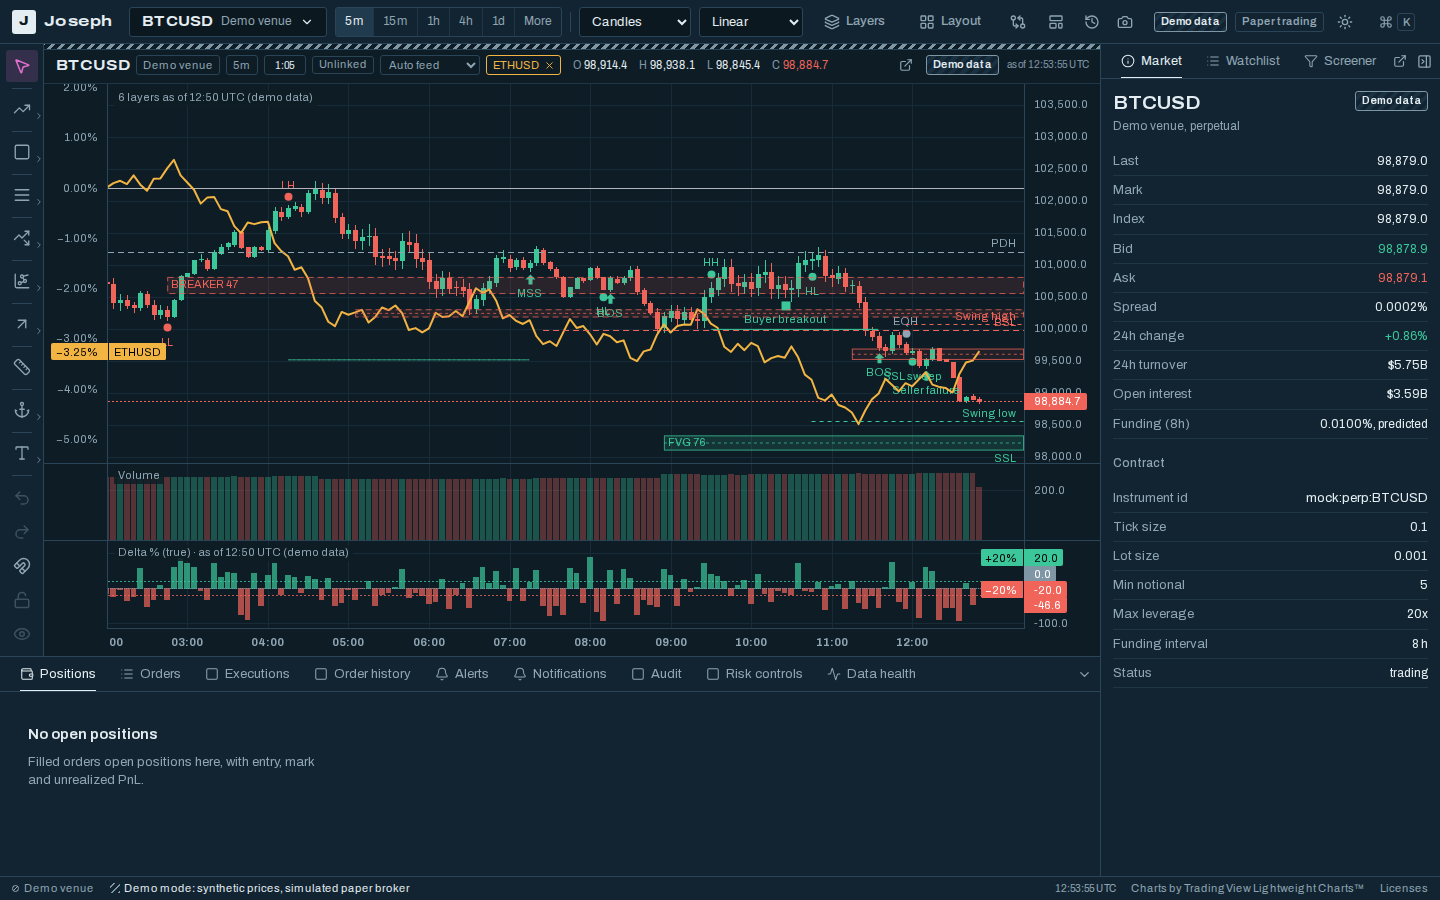 J Joseph BTCUSD Demo venue 5m 15m 1h 4h 1d More Candles Linear Layers Layout Demo data Paper trading ⌘ K
BTCUSD Demo venue 5m 1:05 Unlinked Auto feed ETHUSD × O 98,914.4 H 98,938.1 L 98,845.4 C 98,884.7 Demo data as of 12:53:55 UTC
6 layers as of 12:50 UTC (demo data)
2.00%
1.00%
0.00%
−1.00%
−2.00%
−3.00%
−3.25% ETHUSD
−4.00%
−5.00%
LH
PDH
HH
BREAKER 47
MSS
HL
BOS
Buyer breakout
Swing high
BSL
EQH
LL
BOS
SSL sweep
Seller failure
Swing low
FVG 76
SSL
103,500.0
103,000.0
102,500.0
102,000.0
101,500.0
101,000.0
100,500.0
100,000.0
99,500.0
99,000.0
98,884.7
98,500.0
98,000.0
Volume
200.0
Delta % (true) · as of 12:50 UTC (demo data)
+20% 20.0
0.0
−20% -20.0
-46.6
-100.0
00 03:00 04:00 05:00 06:00 07:00 08:00 09:00 10:00 11:00 12:00
Positions Orders Executions Order history Alerts Notifications Audit Risk controls Data health
No open positions
Filled orders open positions here, with entry, mark
and unrealized PnL.
Market Watchlist Screener
BTCUSD Demo data
Demo venue, perpetual
Last 98,879.0
Mark 98,879.0
Index 98,879.0
Bid 98,878.9
Ask 98,879.1
Spread 0.0002%
24h change +0.86%
24h turnover $5.75B
Open interest $3.59B
Funding (8h) 0.0100%, predicted
Contract
Instrument id mock:perp:BTCUSD
Tick size 0.1
Lot size 0.001
Min notional 5
Max leverage 20x
Funding interval 8 h
Status trading
Demo venue Demo mode: synthetic prices, simulated paper broker 12:53:55 UTC Charts by TradingView Lightweight Charts™ Licenses